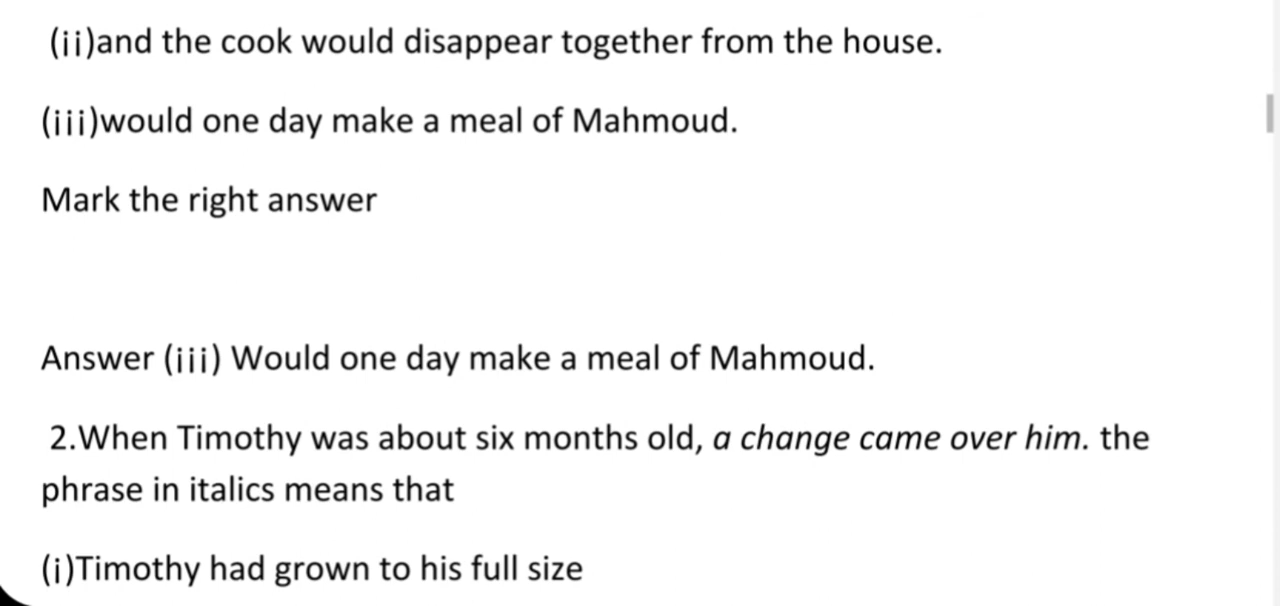 (ii)and the cook would disappear together from the house.
(iii)would one day make a meal of Mahmoud.
Mark the right answer
Answer (iii) Would one day make a meal of Mahmoud.
2.When Timothy was about six months old, a change came over him. the
phrase in italics means that
(i)Timothy had grown to his full size